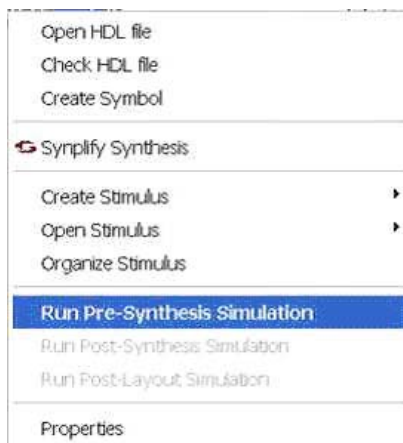 Open HDL file
Check HDL file
Create Symbol
Synplify Synthesis
Create Stimulus
Open Stimulus
Organize Stimulus
Run Pre-Synthesis Simulation
Run Post-Synthesis Simulation
Run Post-Layout Simulation
Properties